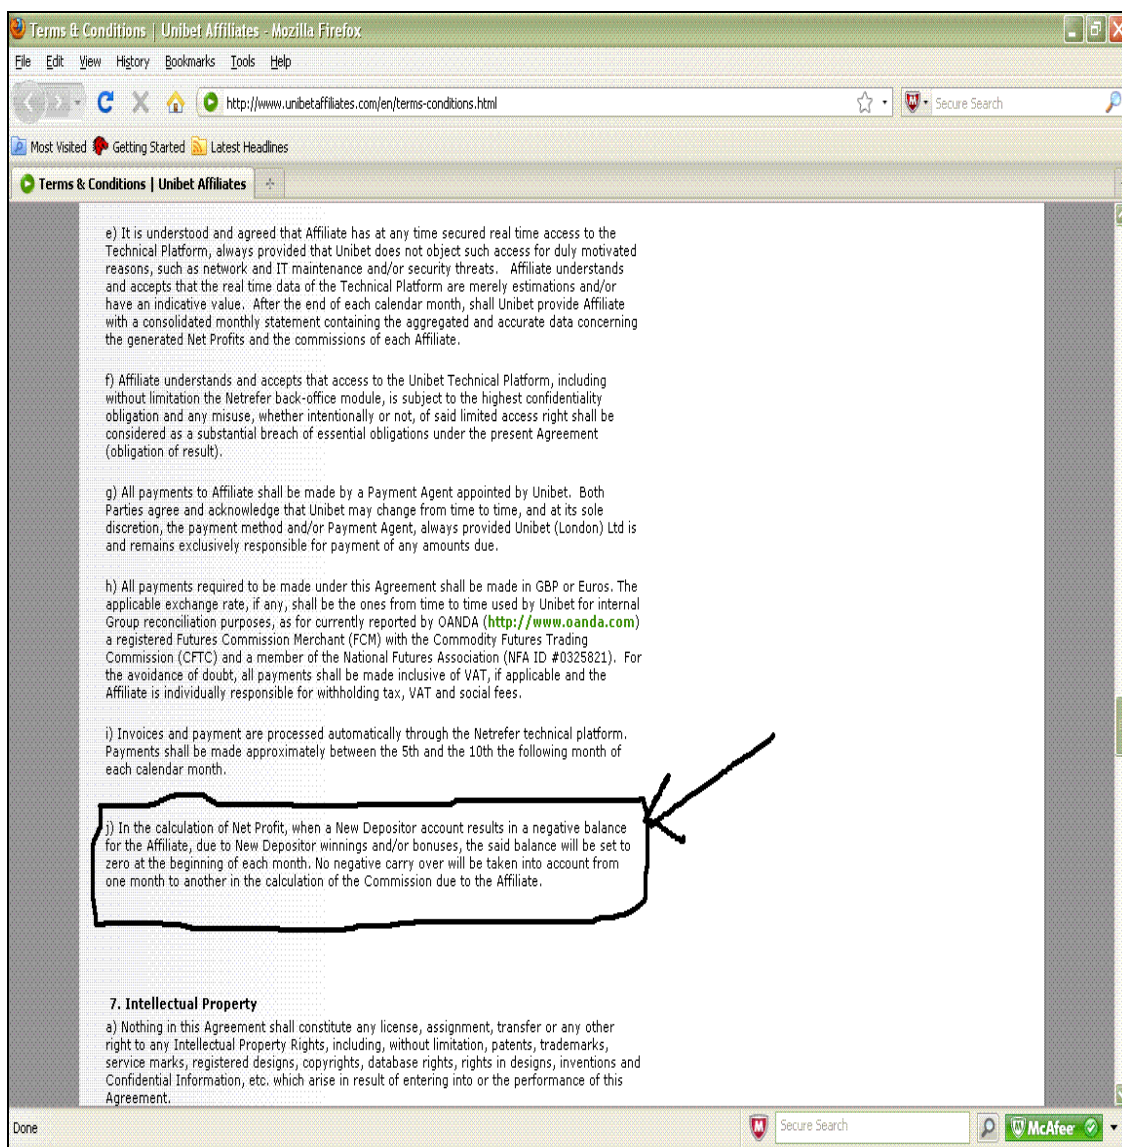 Terms & Conditions | Unibet Affiliates - Mozilla Firefox
File Edit View History Bookmarks Tools Help
http://www.unibetaffiliates.com/en/terms-conditions.html
Secure Search
Most Visited Getting Started Latest Headlines
Terms & Conditions | Unibet Affiliates
e) It is understood and agreed that Affiliate has at any time secured real time access to the
Technical Platform, always provided that Unibet does not object such access for duly motivated
reasons, such as network and IT maintenance and/or security threats. Affiliate understands
and accepts that the real time data of the Technical Platform are merely estimations and/or
have an indicative value. After the end of each calendar month, shall Unibet provide Affiliate
with a consolidated monthly statement containing the aggregated and accurate data concerning
the generated Net Profits and the commissions of each Affiliate.
f) Affiliate understands and accepts that access to the Unibet Technical Platform, including
without limitation the Netrefer back-office module, is subject to the highest confidentiality
obligation and any misuse, whether intentionally or not, of said limited access right shall be
considered as a substantial breach of essential obligations under the present Agreement
(obligation of result).
g) All payments to Affiliate shall be made by a Payment Agent appointed by Unibet. Both
Parties agree and acknowledge that Unibet may change from time to time, and at its sole
discretion, the payment method and/or Payment Agent, always provided Unibet (London) Ltd is
and remains exclusively responsible for payment of any amounts due.
h) All payments required to be made under this Agreement shall be made in GBP or Euros. The
applicable exchange rate, if any, shall be the ones from time to time used by Unibet for internal
Group reconciliation purposes, as for currently reported by OANDA (http://www.oanda.com)
a registered Futures Commission Merchant (FCM) with the Commodity Futures Trading
Commission (CFTC) and a member of the National Futures Association (NFA ID #0325821). For
the avoidance of doubt, all payments shall be made inclusive of VAT, if applicable and the
Affiliate is individually responsible for withholding tax, VAT and social fees.
i) Invoices and payment are processed automatically through the Netrefer technical platform.
Payments shall be made approximately between the 5th and the 10th the following month of
each calendar month.
j) In the calculation of Net Profit, when a New Depositor account results in a negative balance
for the Affiliate, due to New Depositor winnings and/or bonuses, the said balance will be set to
zero at the beginning of each month. No negative carry over will be taken into account from
one month to another in the calculation of the Commission due to the Affiliate.
7. Intellectual Property
a) Nothing in this Agreement shall constitute any license, assignment, transfer or any other
right to any Intellectual Property Rights, including, without limitation, patents, trademarks,
service marks, registered designs, copyrights, database rights, rights in designs, inventions and
Confidential Information, etc. which arise in result of entering into or the performance of this
Agreement.
Done Secure Search McAfee